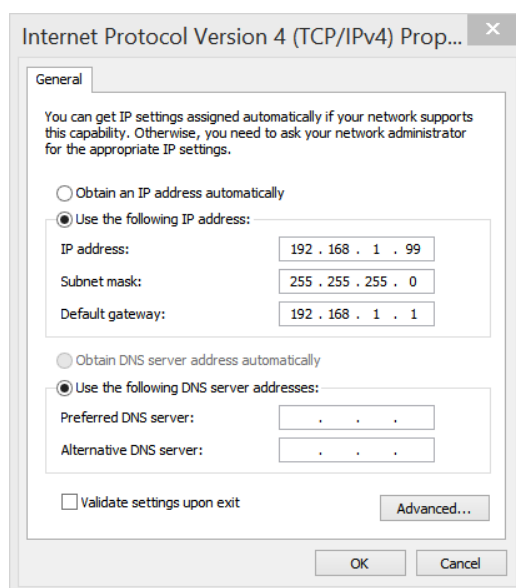 Internet Protocol Version 4 (TCP/IPv4) Prop...
General
You can get IP settings assigned automatically if your network supports
this capability. Otherwise, you need to ask your network administrator
for the appropriate IP settings.
Obtain an IP address automatically
Use the following IP address:
IP address: 192 . 168 . 1 . 99
Subnet mask: 255 . 255 . 255 . 0
Default gateway: 192 . 168 . 1 . 1
Obtain DNS server address automatically
Use the following DNS server addresses:
Preferred DNS server: . . .
Alternative DNS server: . . .
Validate settings upon exit
Advanced...
OK Cancel